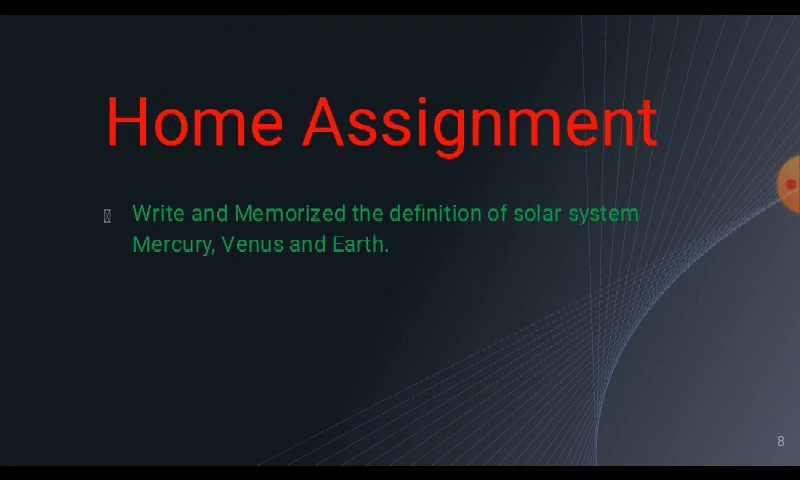 Home Assignment
Write and Memorized the definition of solar system
Mercury, Venus and Earth.
8